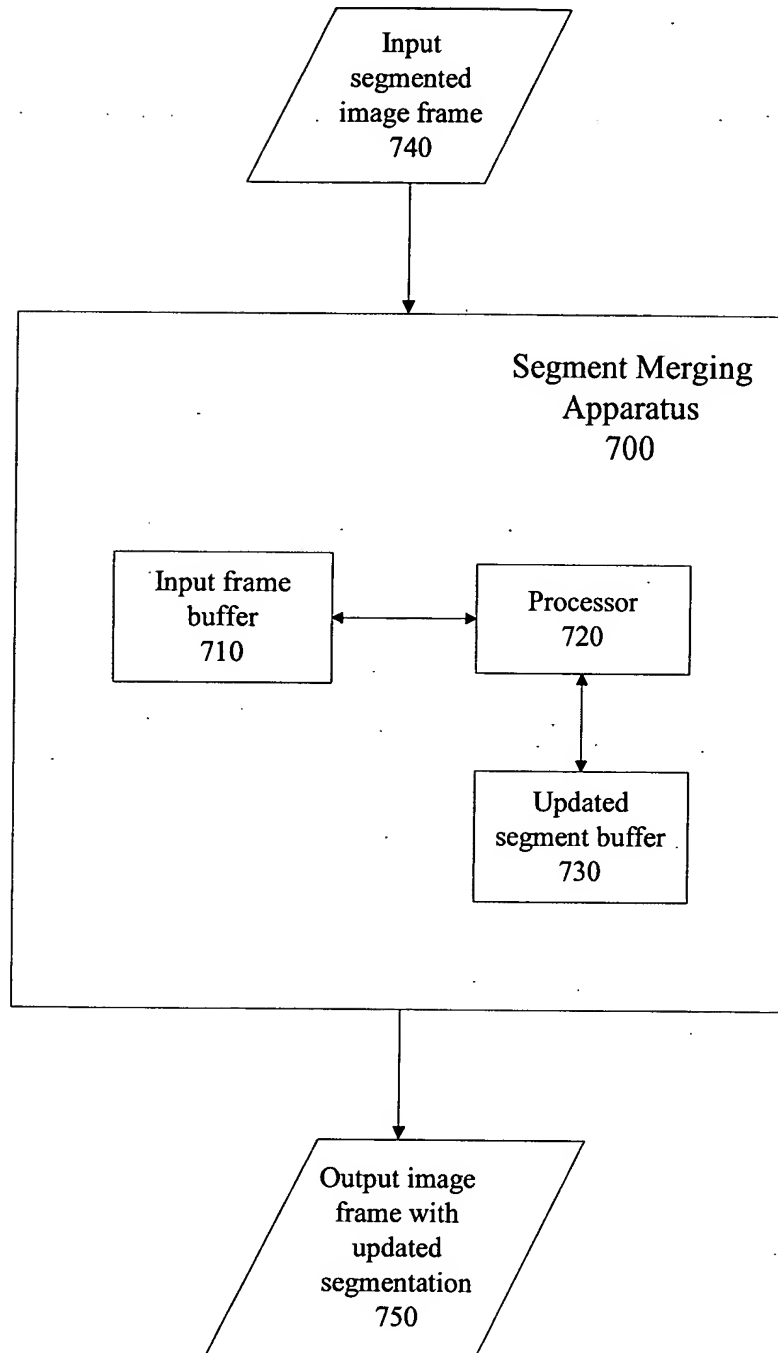 Input
segmented
image frame
740
Segment Merging
Apparatus
700
Input frame
buffer
710
Processor
720
Updated
segment buffer
730
Output image
frame with
updated
segmentation
750